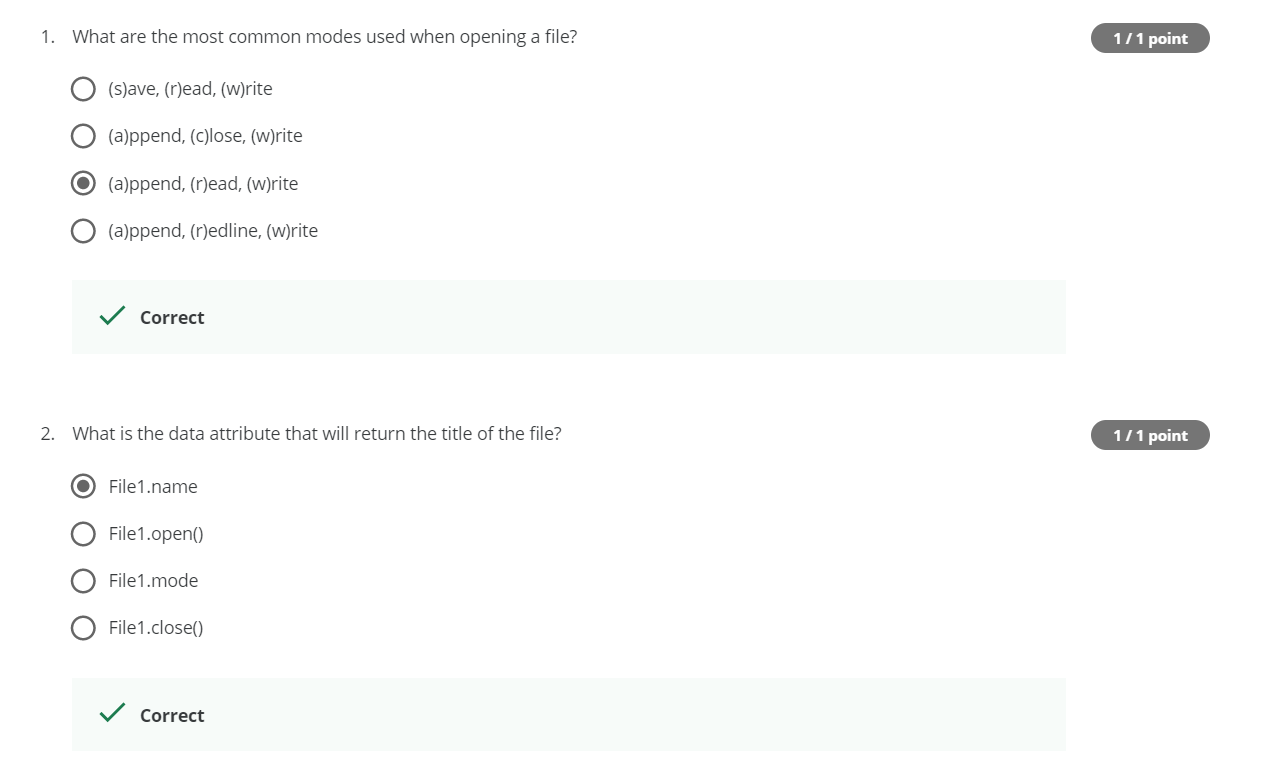 1. What are the most common modes used when opening a file?
1 / 1 point
(s)ave, (r)ead, (w)rite
(a)ppend, (c)lose, (w)rite
(a)ppend, (r)ead, (w)rite
(a)ppend, (r)edline, (w)rite
Correct
2. What is the data attribute that will return the title of the file?
1 / 1 point
File1.name
File1.open()
File1.mode
File1.close()
Correct